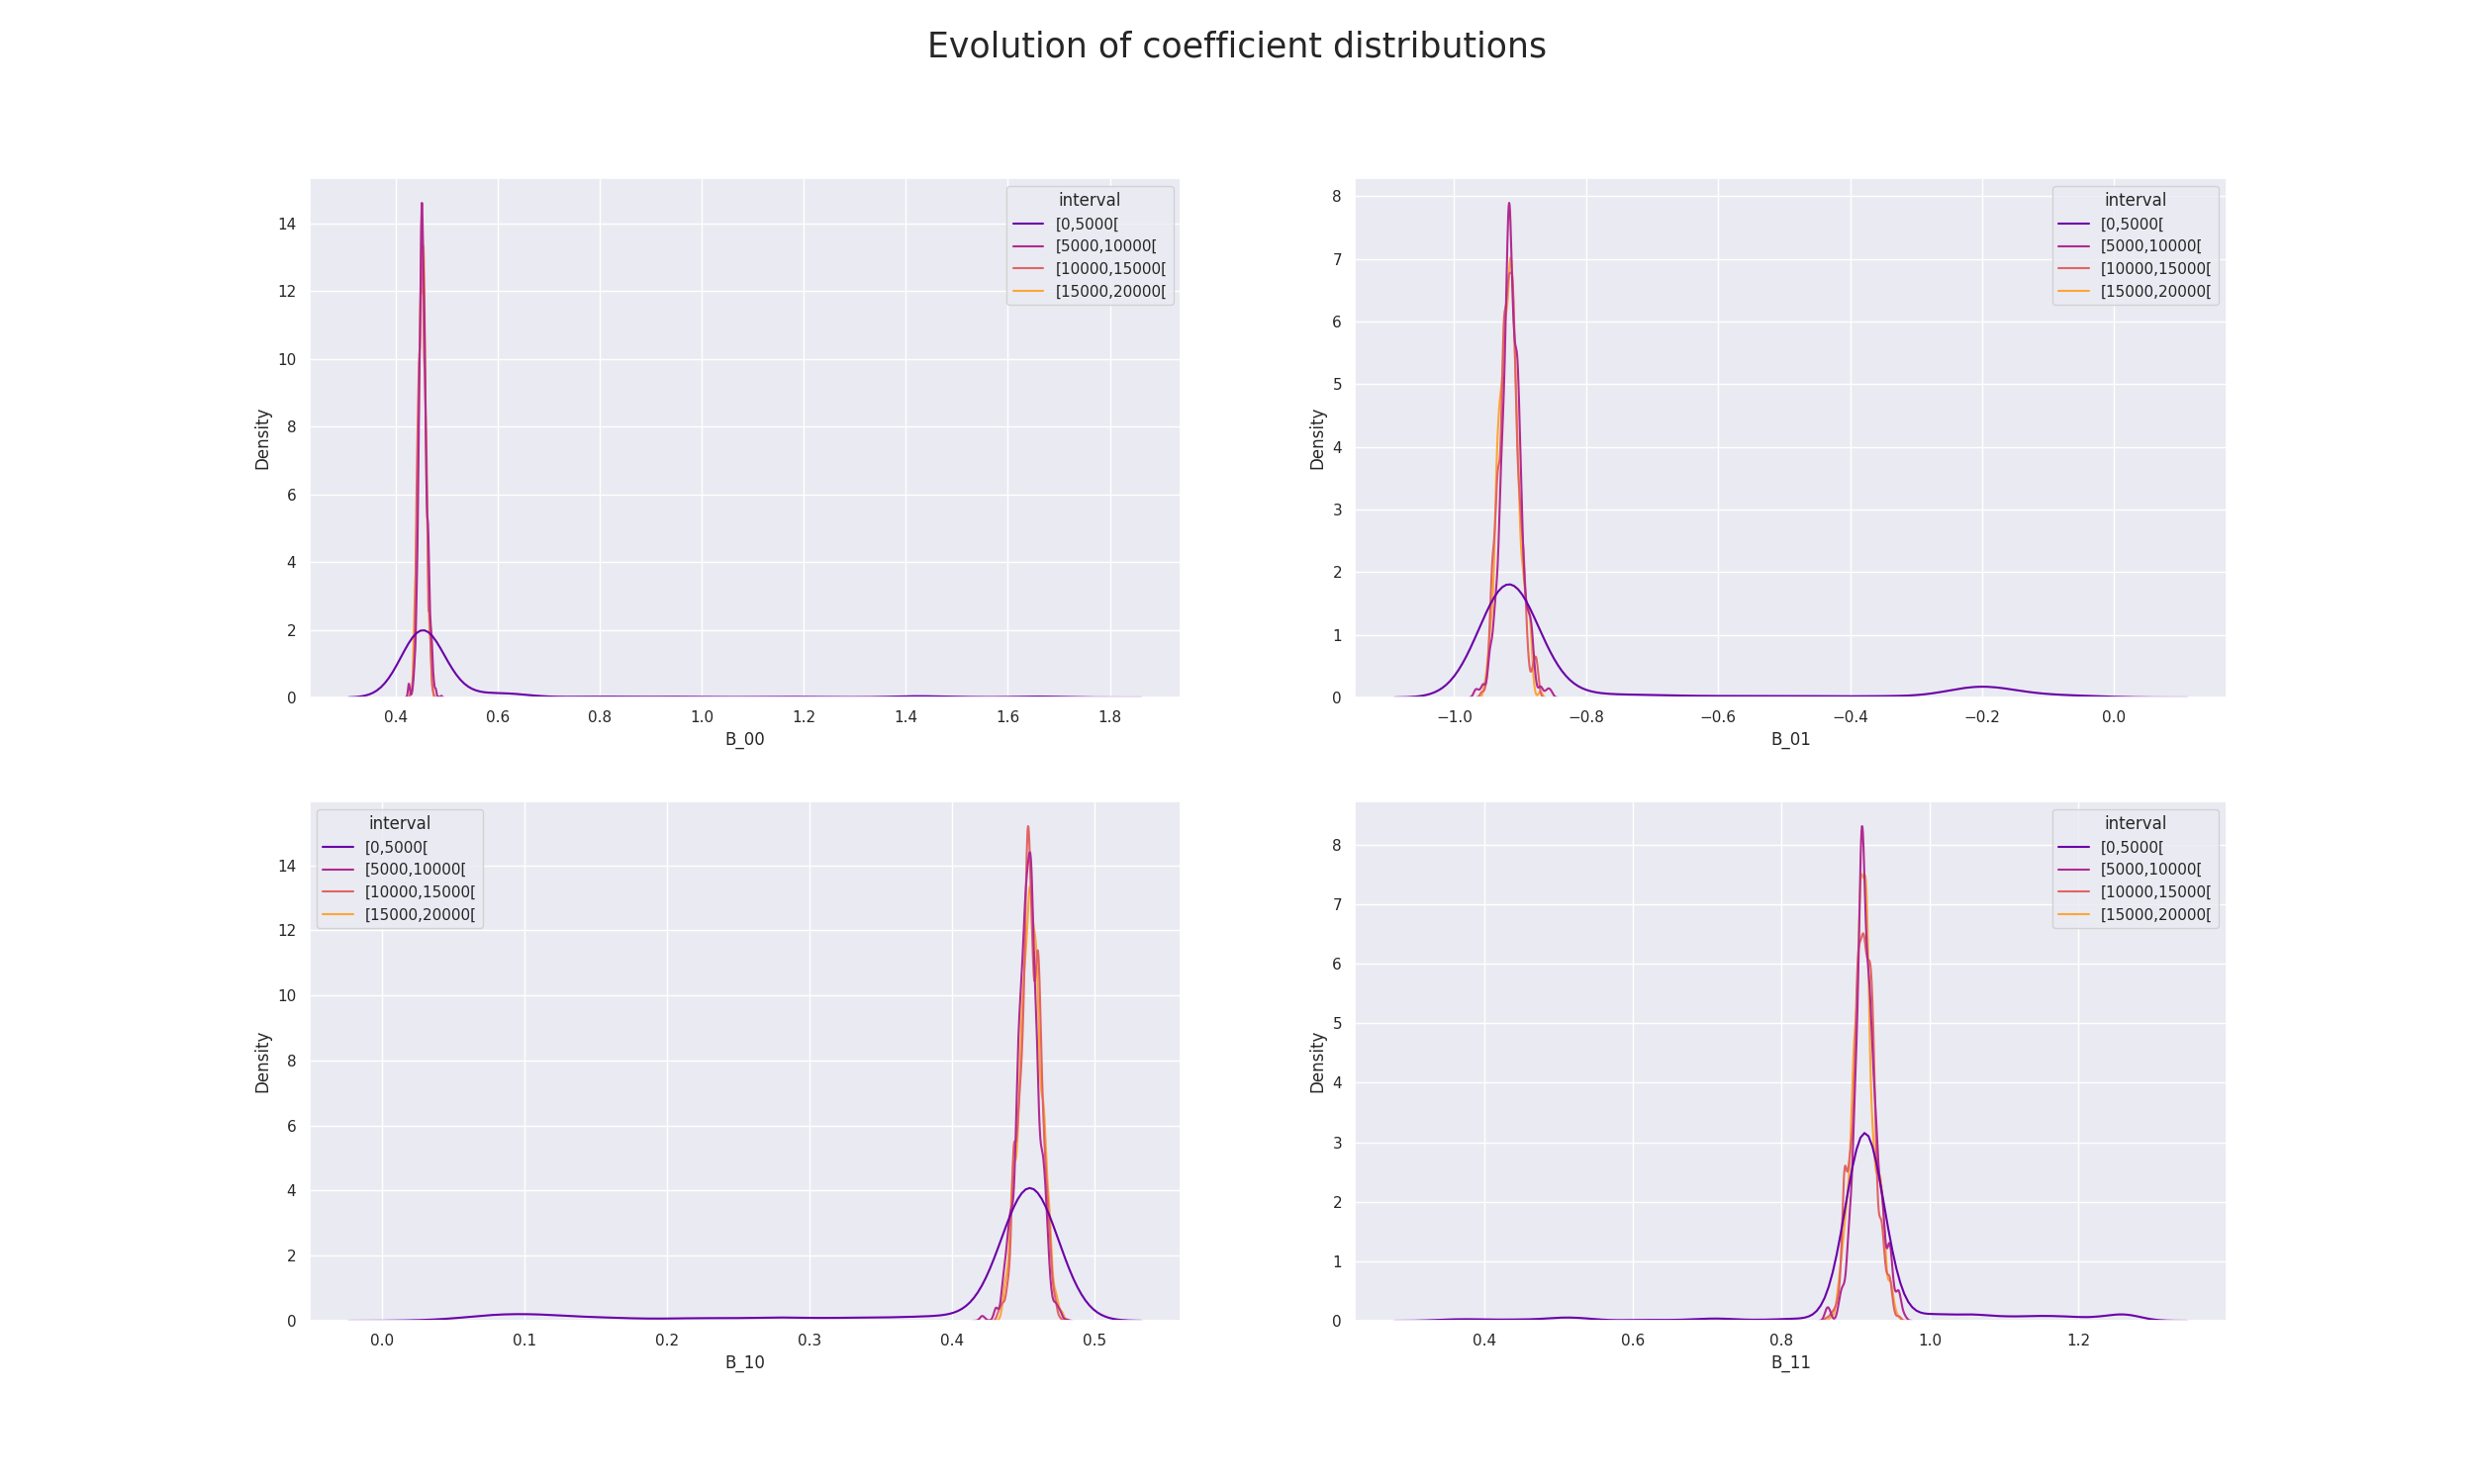 Evolution of coefficient distributions
interval
[0,5000[
[5000,10000[
[10000,15000[
[15000,20000[
Density
14
12
10
8
6
4
2
0
0.4 0.6 0.8 1.0 1.2 1.4 1.6 1.8
B_00
interval
[0,5000[
[5000,10000[
[10000,15000[
[15000,20000[
Density
8
7
6
5
4
3
2
1
0
−1.0 −0.8 −0.6 −0.4 −0.2 0.0
B_01
interval
[0,5000[
[5000,10000[
[10000,15000[
[15000,20000[
Density
14
12
10
8
6
4
2
0
0.0 0.1 0.2 0.3 0.4 0.5
B_10
interval
[0,5000[
[5000,10000[
[10000,15000[
[15000,20000[
Density
8
7
6
5
4
3
2
1
0
0.4 0.6 0.8 1.0 1.2
B_11